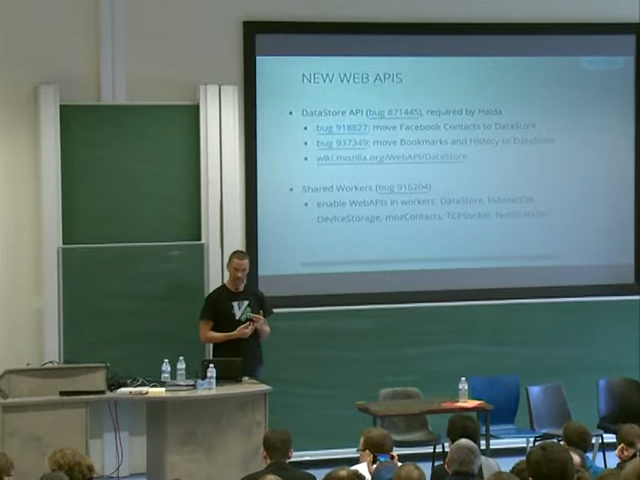 NEW WEB APIS
• DataStore API (bug 871445), required by Haida
• bug 918827: move Facebook Contacts to DataStore
• bug 937349: move Bookmarks and History to DataStore
• wiki.mozilla.org/WebAPI/DataStore
• Shared Workers (bug 916204)
• enable WebAPIs in workers: DataStore, IndexedDB,
DeviceStorage, mozContacts, TCPSocker, Notifications